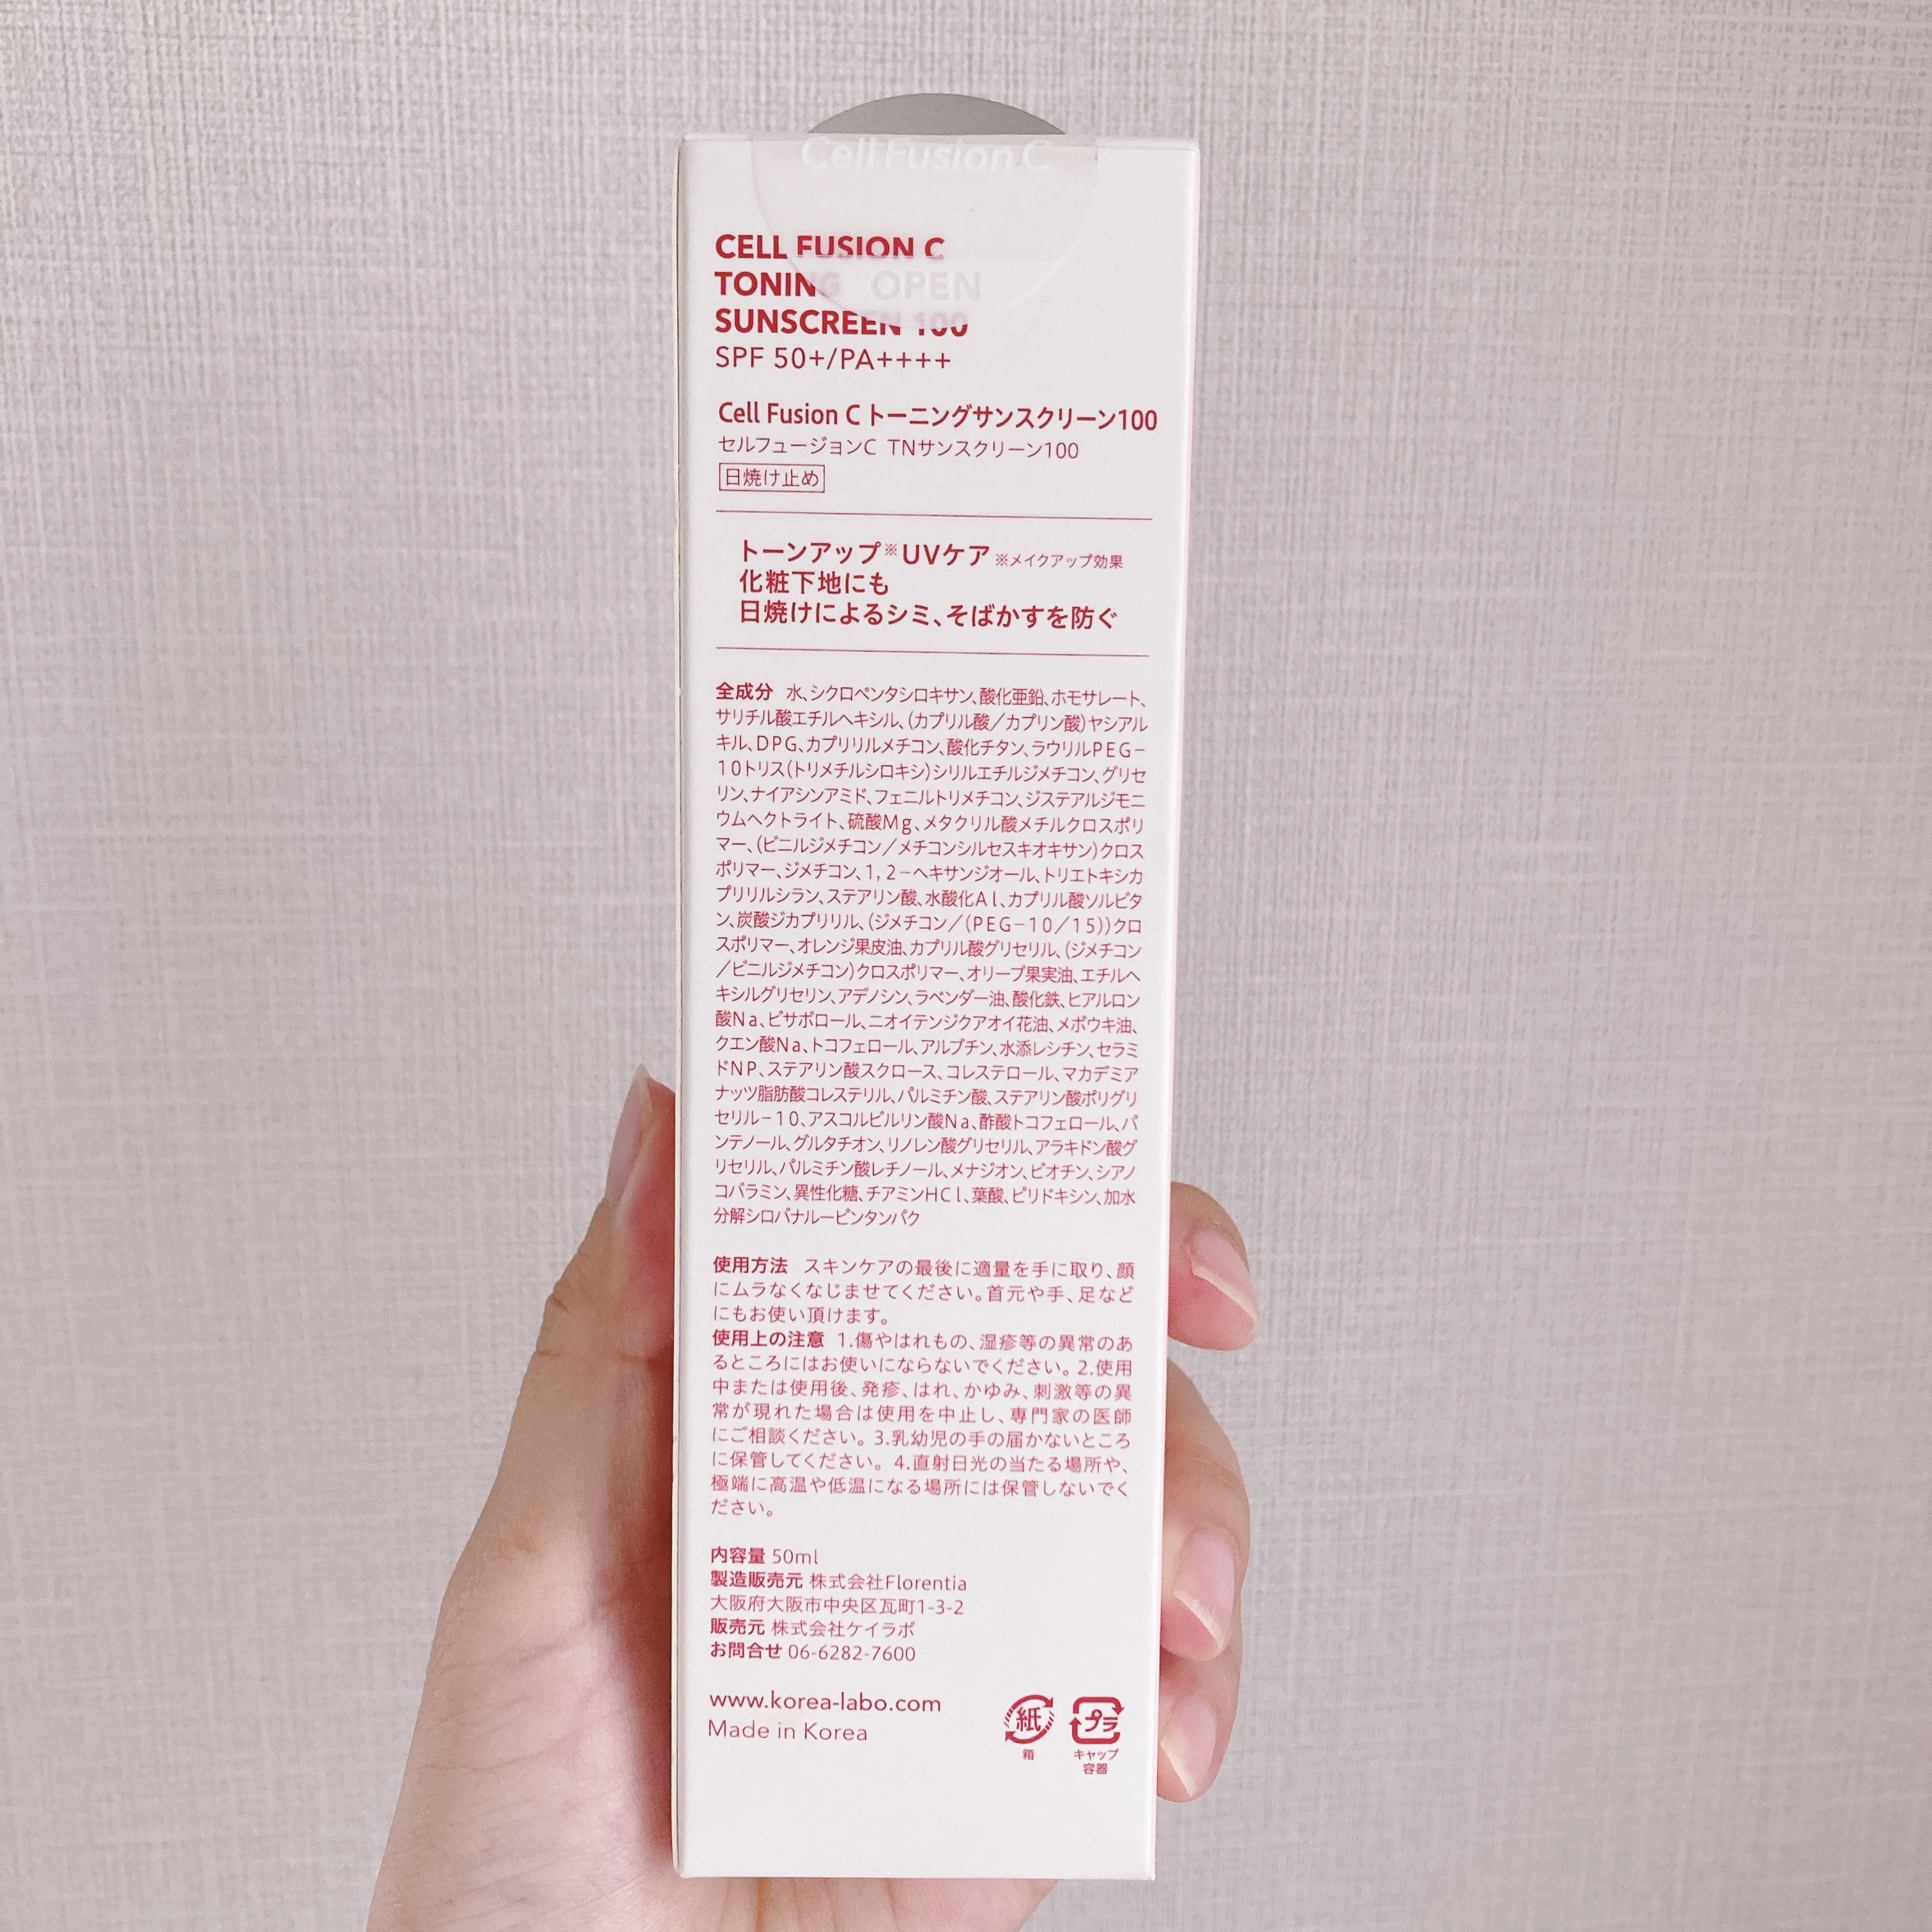 Cell Fusion C
CELL FUSION C
TONING OPEN
SUNSCREEN 100
SPF 50+/PA++++
Cell Fusion C トーニングサンスクリーン100
セルフュージョンC TNサンスクリーン100
日焼け止め
トーンアップ※UVケア ※メイクアップ効果
化粧下地にも
日焼けによるシミ、そばかすを防ぐ
全成分 水、シクロペンタシロキサン、酸化亜鉛、ホモサレート、
サリチル酸エチルヘキシル、(カプリル酸/カプリン酸)ヤシアル
キル、DPG、カプリリルメチコン、酸化チタン、ラウリルPEG-
10トリス(トリメチルシロキシ)シリルエチルジメチコン、グリセ
リン、ナイアシンアミド、フェニルトリメチコン、ジステアルジモニ
ウムヘクトライト、硫酸Mg、メタクリル酸メチルクロスポリ
マー、(ビニルジメチコン/メチコンシルセスキオキサン)クロス
ポリマー、ジメチコン、1,2-ヘキサンジオール、トリエトキシカ
プリリルシラン、ステアリン酸、水酸化Al、カプリル酸ソルビタ
ン、炭酸ジカプリリル、(ジメチコン/(PEG-10/15))クロ
スポリマー、オレンジ果皮油、カプリル酸グリセリル、(ジメチコン
/ビニルジメチコン)クロスポリマー、オリーブ果実油、エチルヘ
キシルグリセリン、アデノシン、ラベンダー油、酸化鉄、ヒアルロン
酸Na、ビサボロール、ニオイテンジクアオイ花油、メボウキ油、
クエン酸Na、トコフェロール、アルブチン、水添レシチン、セラミ
ドNP、ステアリン酸スクロース、コレステロール、マカデミア
ナッツ脂肪酸コレステリル、パルミチン酸、ステアリン酸ポリグリ
セリル-10、アスコルビルリン酸Na、酢酸トコフェロール、パ
ンテノール、グルタチオン、リノレン酸グリセリル、アラキドン酸グ
リセリル、パルミチン酸レチノール、メナジオン、ビオチン、シアノ
コバラミン、異性化糖、チアミンHCl、葉酸、ピリドキシン、加水
分解シロバナルーピンタンパク
使用方法 スキンケアの最後に適量を手に取り、顔
にムラなくなじませてください。首元や手、足など
にもお使い頂けます。
使用上の注意 1.傷やはれもの、湿疹等の異常のあ
るところにはお使いにならないでください。2.使用
中または使用後、発疹、はれ、かゆみ、刺激等の異
常が現れた場合は使用を中止し、専門家の医師
にご相談ください。3.乳幼児の手の届かないところ
に保管してください。4.直射日光の当たる場所や、
極端に高温や低温になる場所には保管しないでく
ださい。
内容量 50ml
製造販売元 株式会社Florentia
大阪府大阪市中央区瓦町1-3-2
販売元 株式会社ケイラボ
お問合せ 06-6282-7600
www.korea-labo.com
Made in Korea
紙
箱
プラ
キャップ
容器